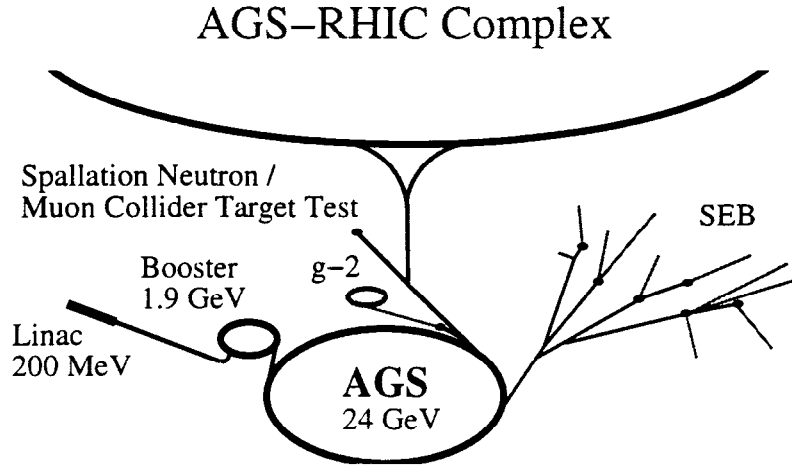 AGS–RHIC Complex
Spallation Neutron /
Muon Collider Target Test
SEB
g–2
Booster
1.9 GeV
Linac
200 MeV
AGS
24 GeV